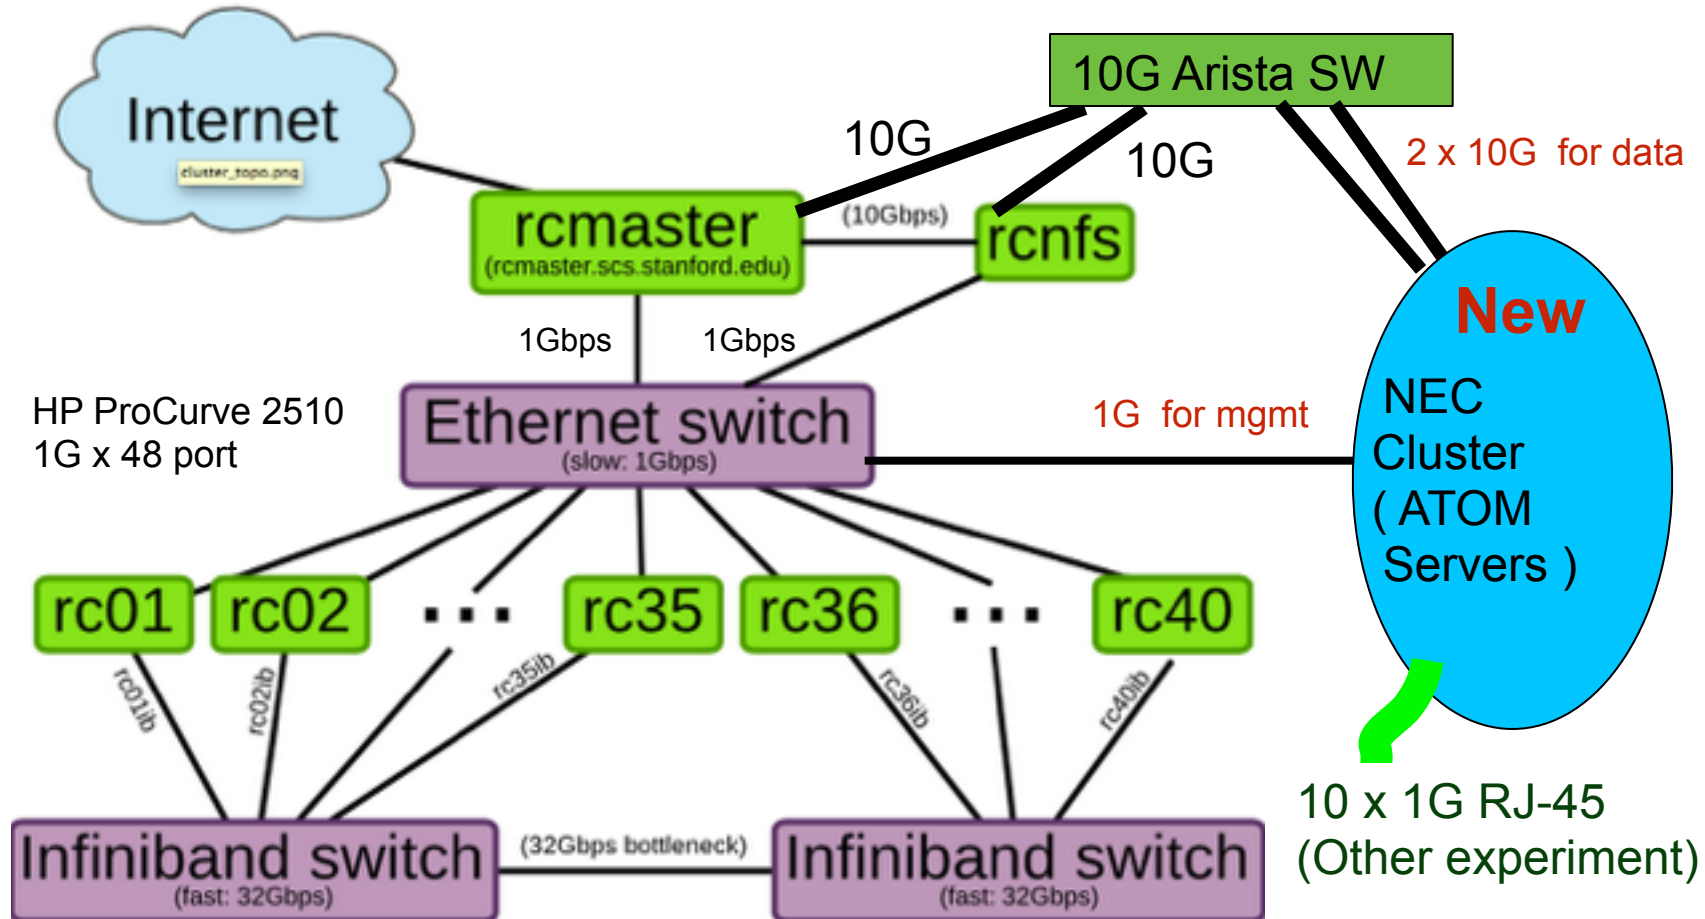 10G Arista SW
Internet
cluster_topo.png
10G
10G
2 x 10G for data
rcmaster
(rcmaster.scs.stanford.edu)
(10Gbps)
rcnfs
New
1Gbps
1Gbps
HP ProCurve 2510
1G x 48 port
Ethernet switch
(slow: 1Gbps)
1G for mgmt
NEC
Cluster
( ATOM
Servers )
rc01
rc02
...
rc35
rc36
...
rc40
rc01ib
rc02ib
rc35ib
rc36ib
rc40ib
10 x 1G RJ-45
(Other experiment)
Infiniband switch
(fast: 32Gbps)
(32Gbps bottleneck)
Infiniband switch
(fast: 32Gbps)